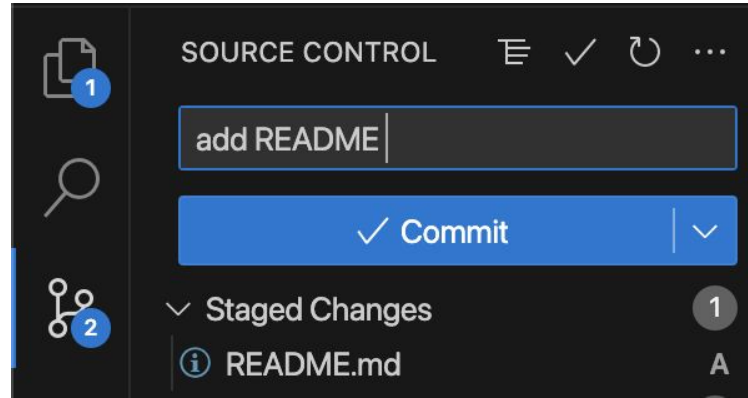 1
SOURCE CONTROL
add README
Commit
2
Staged Changes 1
README.md A